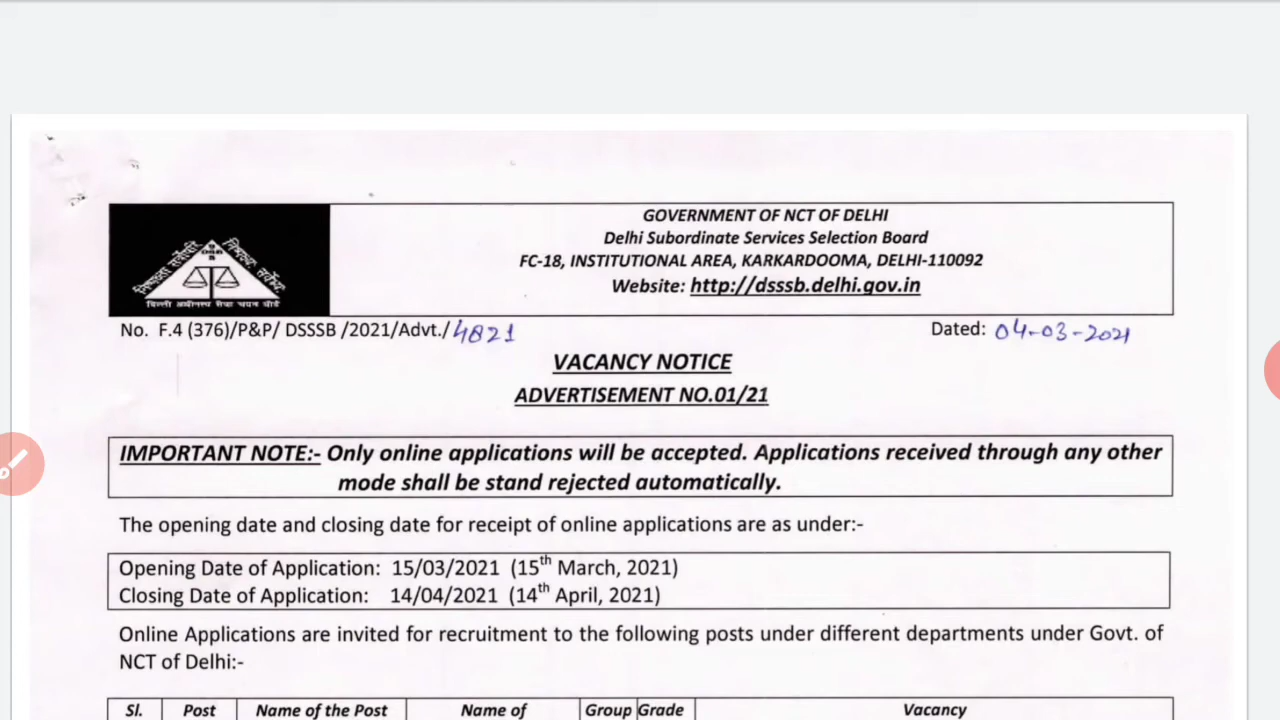 GOVERNMENT OF NCT OF DELHI
Delhi Subordinate Services Selection Board
FC-18, INSTITUTIONAL AREA, KARKARDOOMA, DELHI-110092
Website: http://dsssb.delhi.gov.in
दिल्ली अधीनस्थ सेवा चयन बोर्ड
No. F.4 (376)/P&P/ DSSSB /2021/Advt./4821 Dated: 04-03-2021
VACANCY NOTICE
ADVERTISEMENT NO.01/21
IMPORTANT NOTE:- Only online applications will be accepted. Applications received through any other
mode shall be stand rejected automatically.
The opening date and closing date for receipt of online applications are as under:-
Opening Date of Application: 15/03/2021 (15th March, 2021)
Closing Date of Application: 14/04/2021 (14th April, 2021)
Online Applications are invited for recruitment to the following posts under different departments under Govt. of
NCT of Delhi:-
Sl. Post Name of the Post Name of Group Grade Vacancy